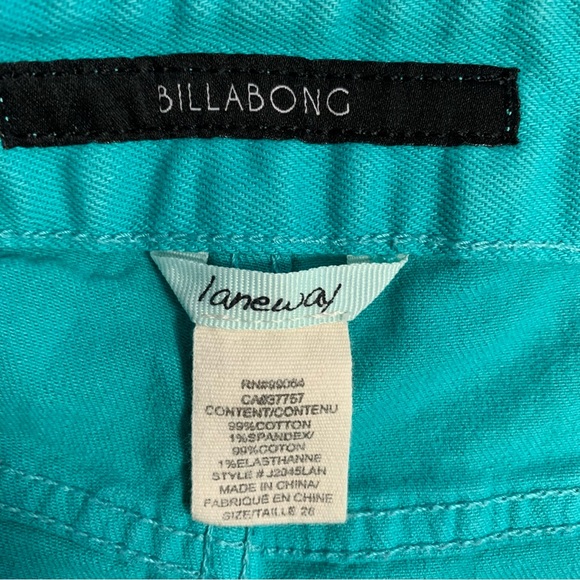 BILLABONG
laneway
RN#99064
CA#37757
CONTENT/CONTENU
99%COTTON
1%SPANDEX/
99%COTON
1%ELASTHANNE
STYLE # J2045LAH
MADE IN CHINA/
FABRIQUE EN CHINE
SIZE/TAILLE 26